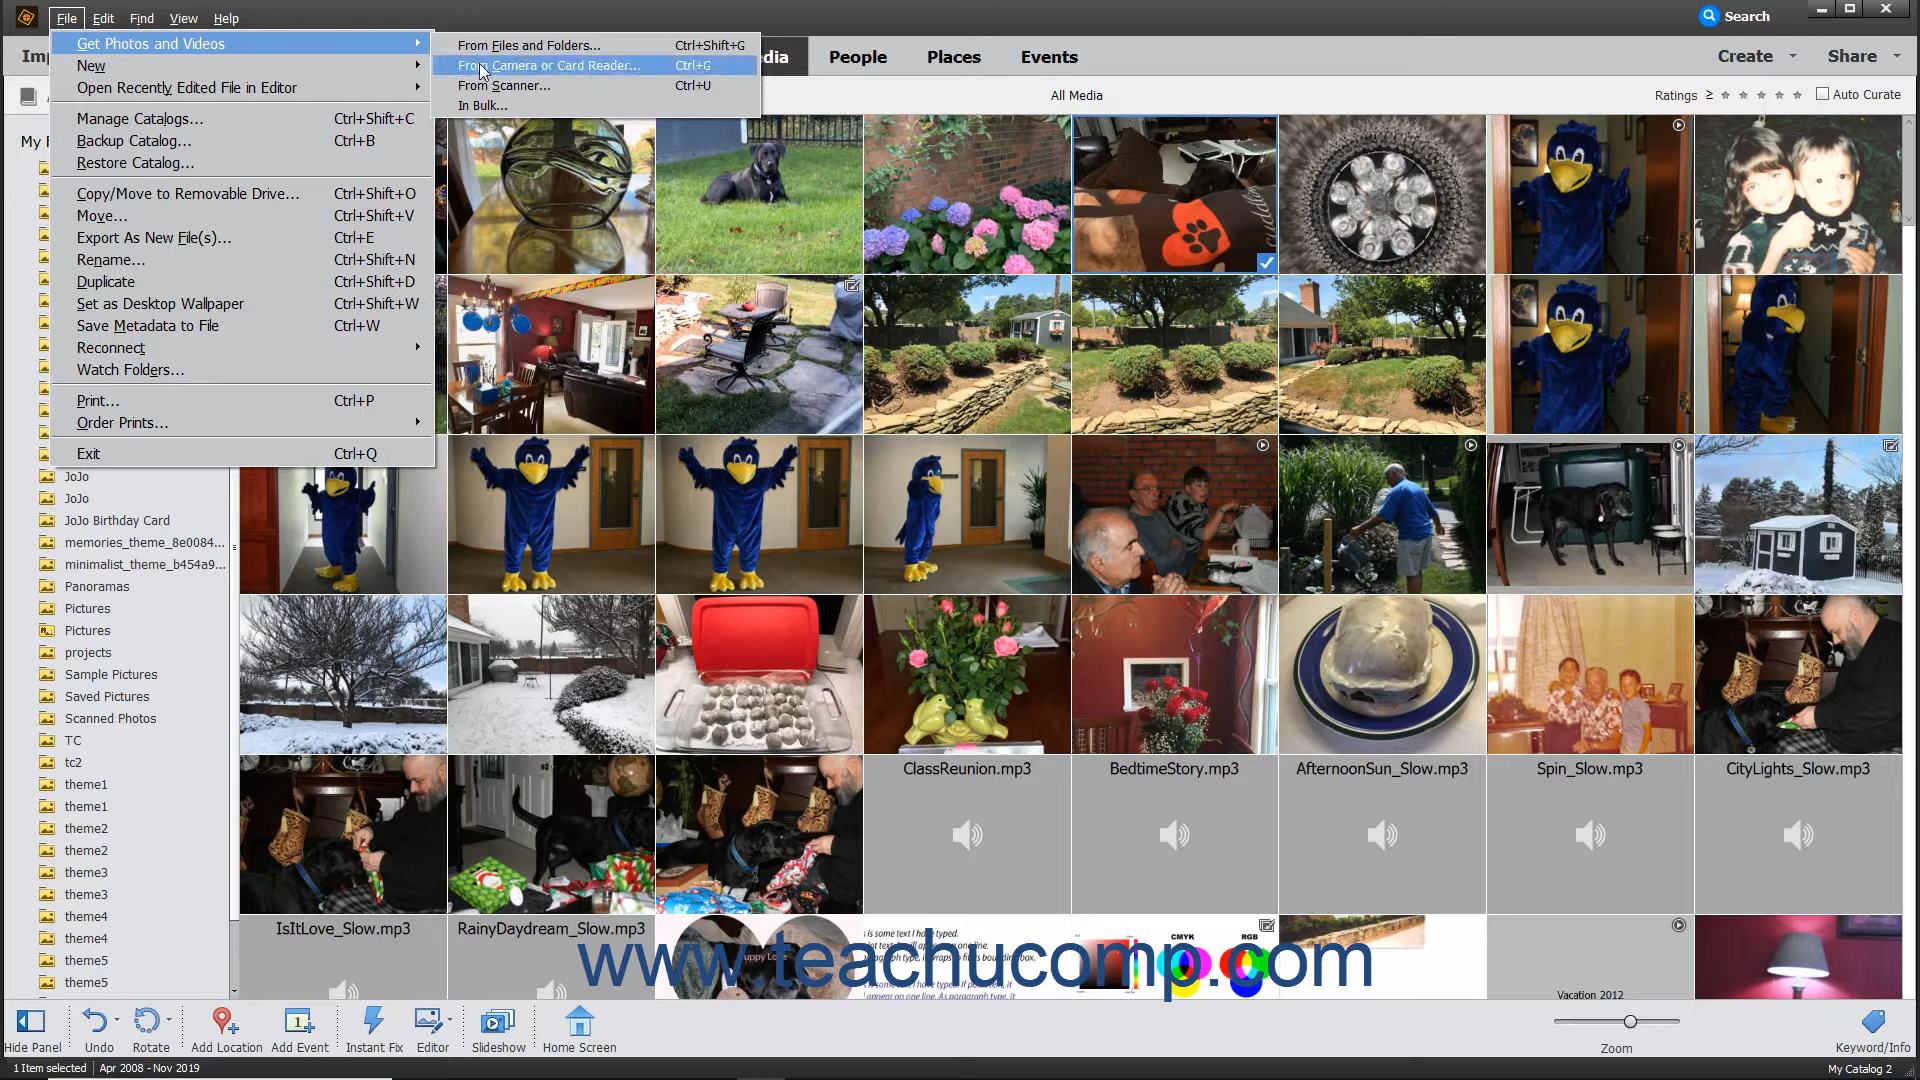 File Edit Find View Help
Search
Get Photos and Videos
New
Open Recently Edited File in Editor
Manage Catalogs... Ctrl+Shift+C
Backup Catalog... Ctrl+B
Restore Catalog...
Copy/Move to Removable Drive... Ctrl+Shift+O
Move... Ctrl+Shift+V
Export As New File(s)... Ctrl+E
Rename... Ctrl+Shift+N
Duplicate Ctrl+Shift+D
Set as Desktop Wallpaper Ctrl+Shift+W
Save Metadata to File Ctrl+W
Reconnect
Watch Folders...
Print... Ctrl+P
Order Prints...
Exit Ctrl+Q
From Files and Folders... Ctrl+Shift+G
From Camera or Card Reader... Ctrl+G
From Scanner... Ctrl+U
In Bulk...
People Places Events
Create Share
All Media
Ratings ≥ Auto Curate
JoJo
JoJo
JoJo Birthday Card
memories_theme_8e0084...
minimalist_theme_b454a9...
Panoramas
Pictures
Pictures
projects
Sample Pictures
Saved Pictures
Scanned Photos
TC
tc2
theme1
theme1
theme2
theme2
theme3
theme3
theme4
theme4
theme5
theme5
ClassReunion.mp3
BedtimeStory.mp3
AfternoonSun_Slow.mp3
Spin_Slow.mp3
CityLights_Slow.mp3
IsItLove_Slow.mp3
RainyDaydream_Slow.mp3
CMYK RGB
Vacation 2012
www.teachucomp.com
Hide Panel
Undo
Rotate
Add Location
Add Event
Instant Fix
Editor
Slideshow
Home Screen
Zoom
Keyword/Info
1 Item selected Apr 2008 - Nov 2019
My Catalog 2